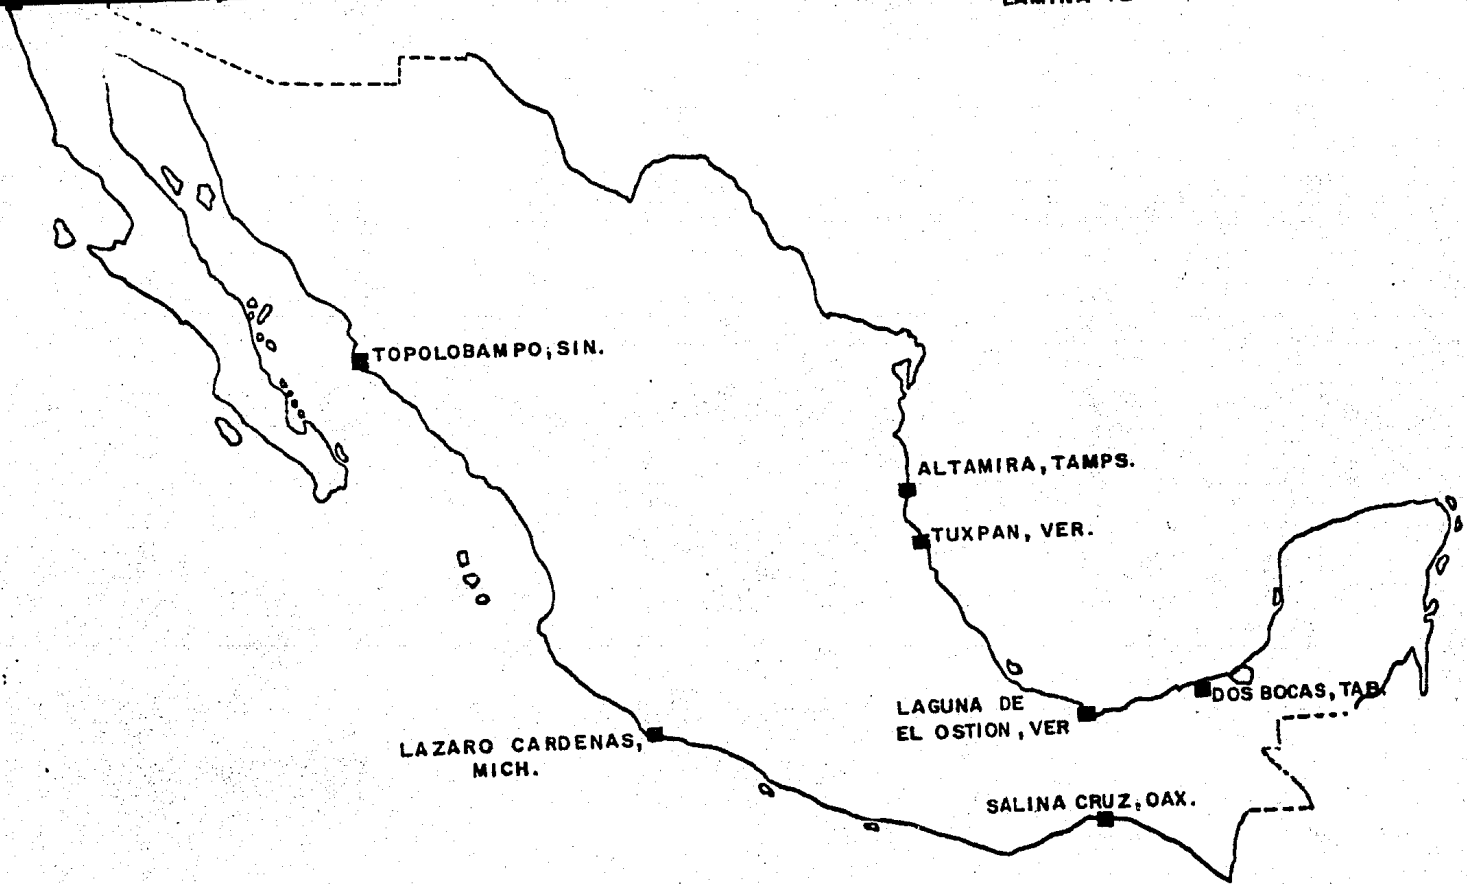 TOPOLOBAMPO, SIN.
ALTAMIRA, TAMPS.
TUXPAN, VER.
LAGUNA DE
EL OSTION, VER
DOS BOCAS, TAB.
LAZARO CARDENAS,
MICH.
SALINA CRUZ, OAX.